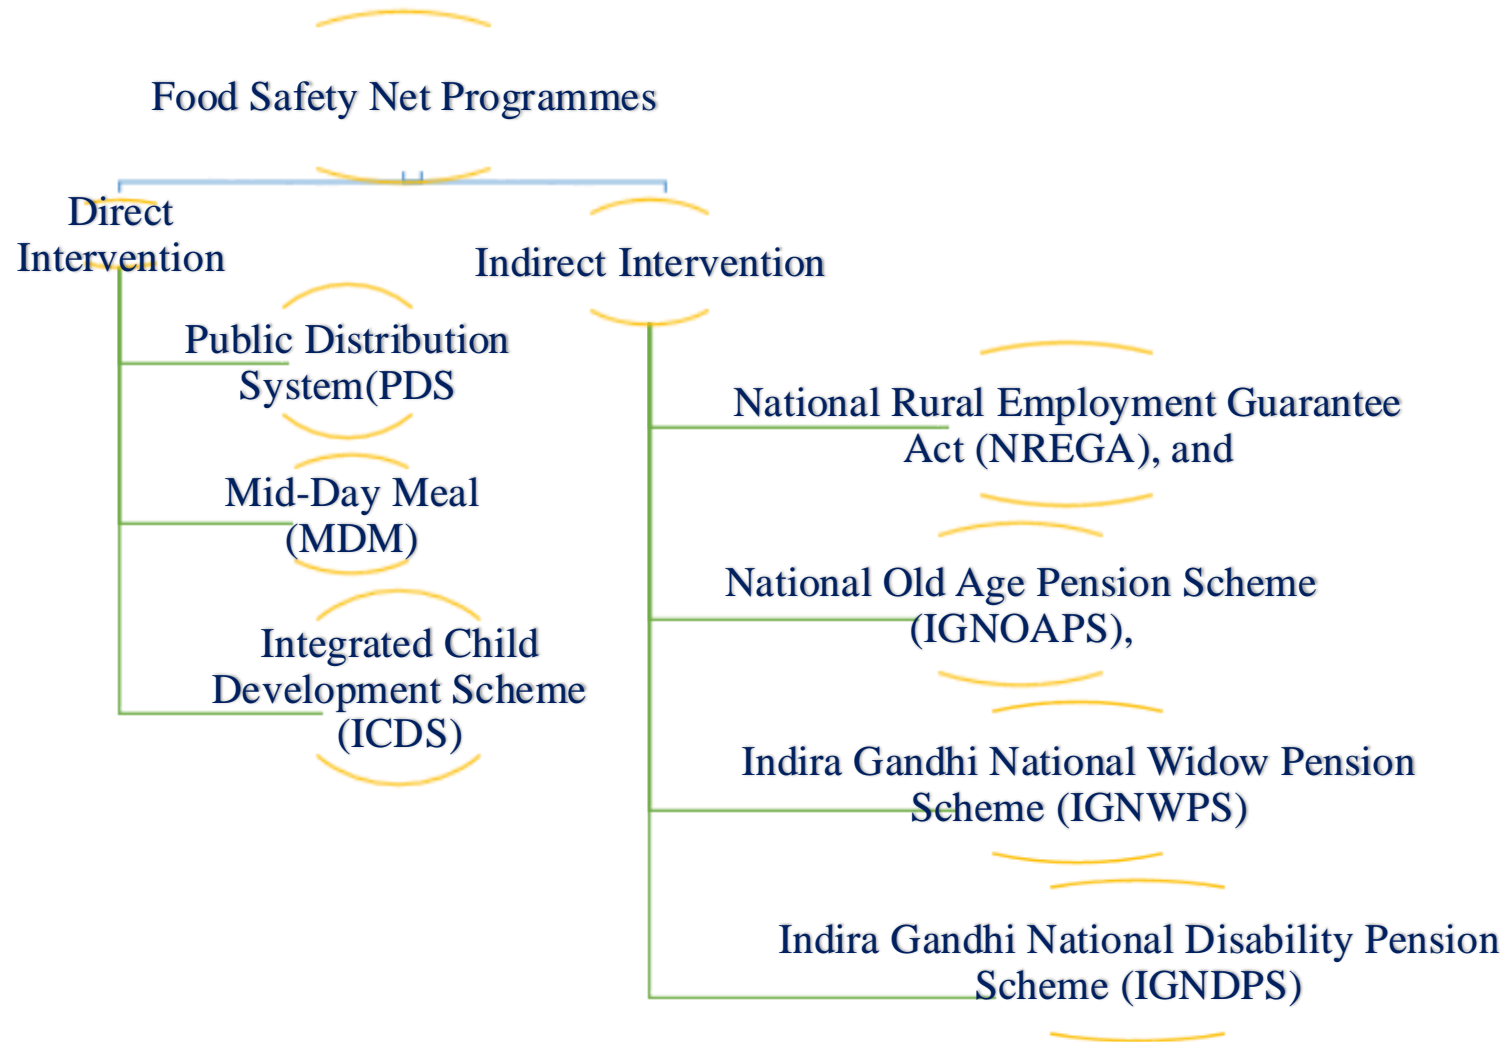 Food Safety Net Programmes
Direct
Intervention
Public Distribution
System(PDS
Mid-Day Meal
(MDM)
Integrated Child
Development Scheme
(ICDS)
Indirect Intervention
National Rural Employment Guarantee
Act (NREGA), and
National Old Age Pension Scheme
(IGNOAPS),
Indira Gandhi National Widow Pension
Scheme (IGNWPS)
Indira Gandhi National Disability Pension
Scheme (IGNDPS)